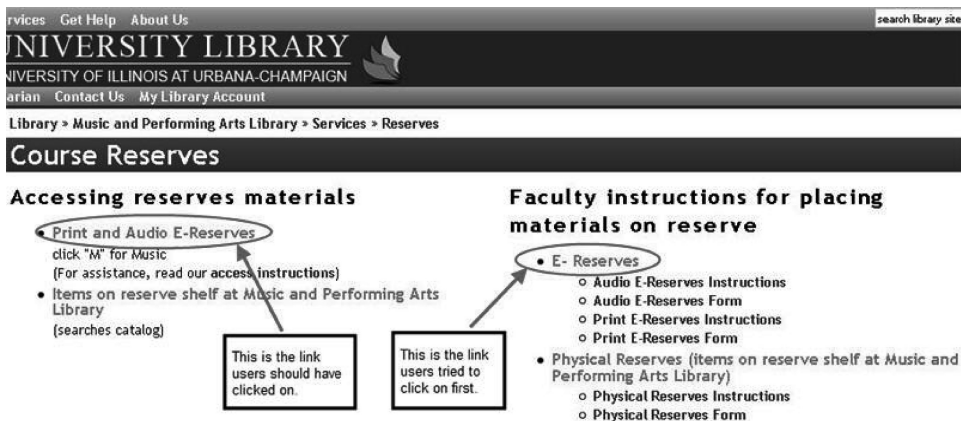 Get Help About Us
search library site
UNIVERSITY LIBRARY
UNIVERSITY OF ILLINOIS AT URBANA-CHAMPAIGN
Contact Us My Library Account
Library » Music and Performing Arts Library » Services » Reserves
Course Reserves
Accessing reserves materials
• Print and Audio E-Reserves
click "M" for Music
(For assistance, read our access instructions)
• Items on reserve shelf at Music and Performing Arts
Library
(searches catalog)
This is the link
users should have
clicked on.
Faculty instructions for placing
materials on reserve
• E- Reserves
○ Audio E-Reserves Instructions
○ Audio E-Reserves Form
○ Print E-Reserves Instructions
○ Print E-Reserves Form
• Physical Reserves (items on reserve shelf at Music and
Performing Arts Library)
○ Physical Reserves Instructions
○ Physical Reserves Form
This is the link
users tried to
click on first.